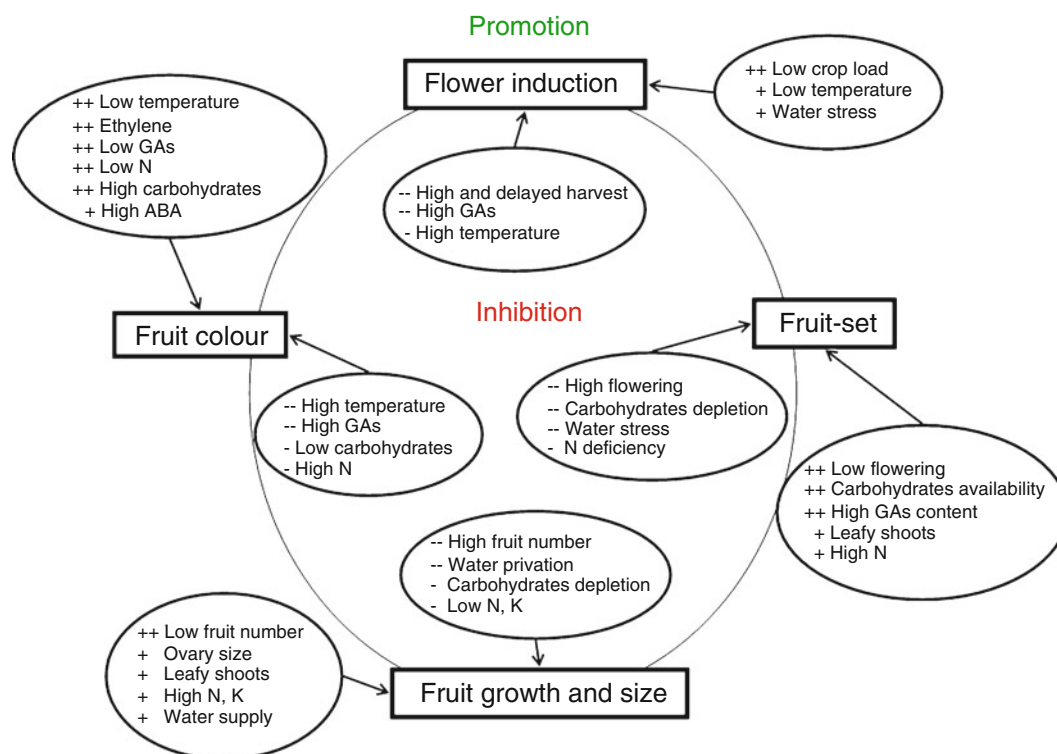 Promotion
Flower induction
++ Low crop load
+ Low temperature
+ Water stress
++ Low temperature
++ Ethylene
++ Low GAs
++ Low N
++ High carbohydrates
+ High ABA
-- High and delayed harvest
-- High GAs
- High temperature
Inhibition
Fruit colour
Fruit-set
-- High temperature
-- High GAs
- Low carbohydrates
- High N
-- High flowering
-- Carbohydrates depletion
-- Water stress
- N deficiency
++ Low flowering
++ Carbohydrates availability
++ High GAs content
+ Leafy shoots
+ High N
-- High fruit number
-- Water privation
- Carbohydrates depletion
- Low N, K
++ Low fruit number
+ Ovary size
+ Leafy shoots
+ High N, K
+ Water supply
Fruit growth and size